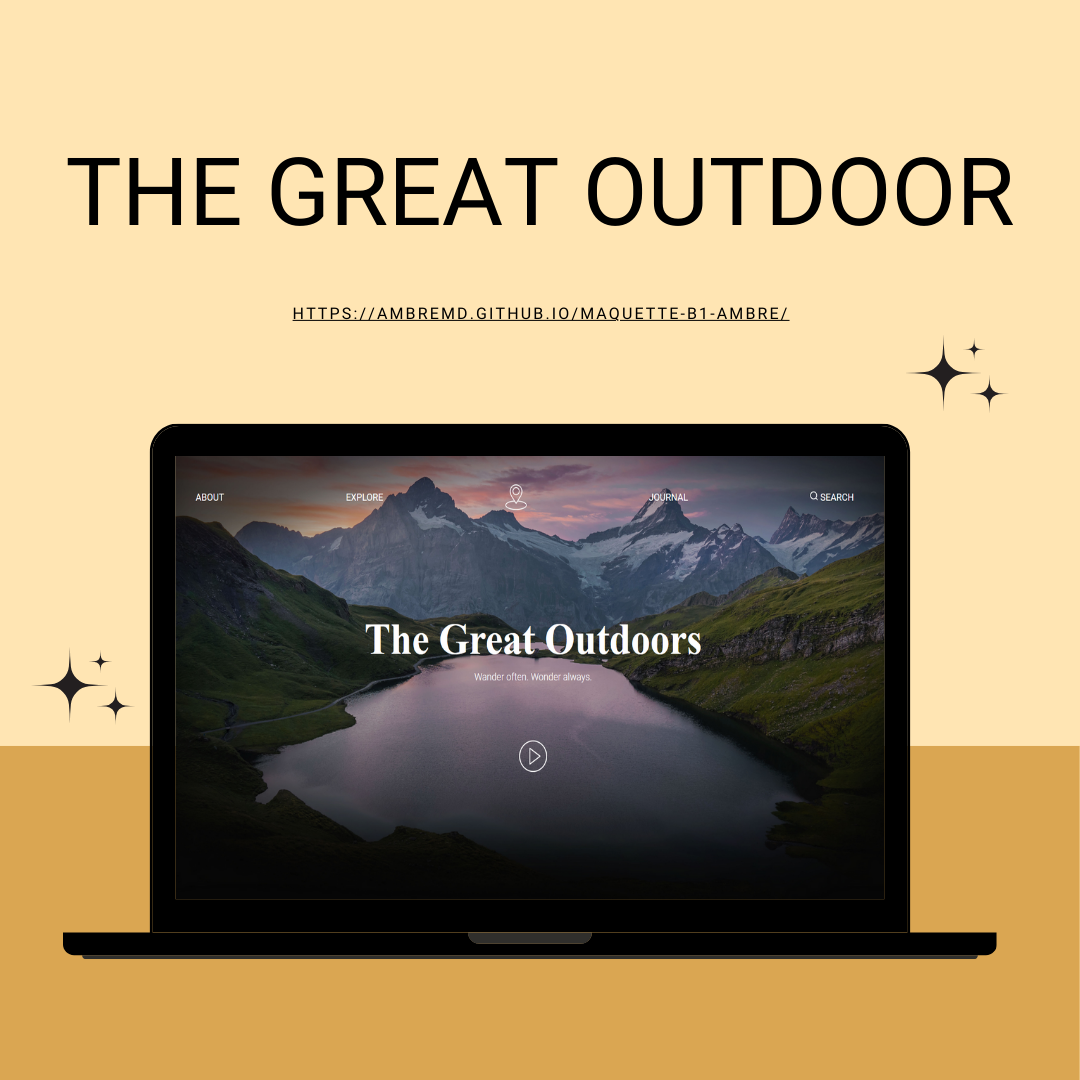 THE GREAT OUTDOOR
HTTPS://AMBREMD.GITHUB.IO/MAQUETTE-B1-AMBRE/
ABOUT EXPLORE JOURNAL SEARCH
The Great Outdoors
Wander often. Wonder always.